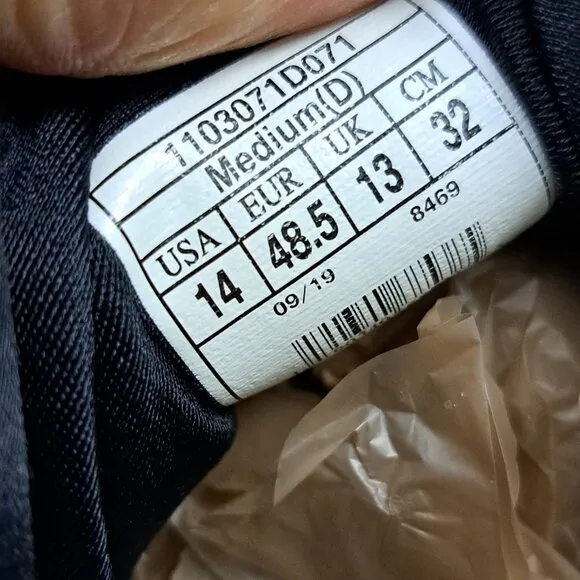 1103071D071
Medium(D)
USA EUR UK CM
14 48.5 13 32
09/19 8469